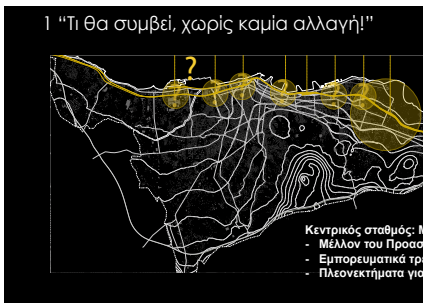 1 “Τι θα συμβεί, χωρίς καμία αλλαγή!”
?
Κεντρικός σταθμός:
- Μέλλον του
- Εμπορευματικά
- Πλεονεκτήματα